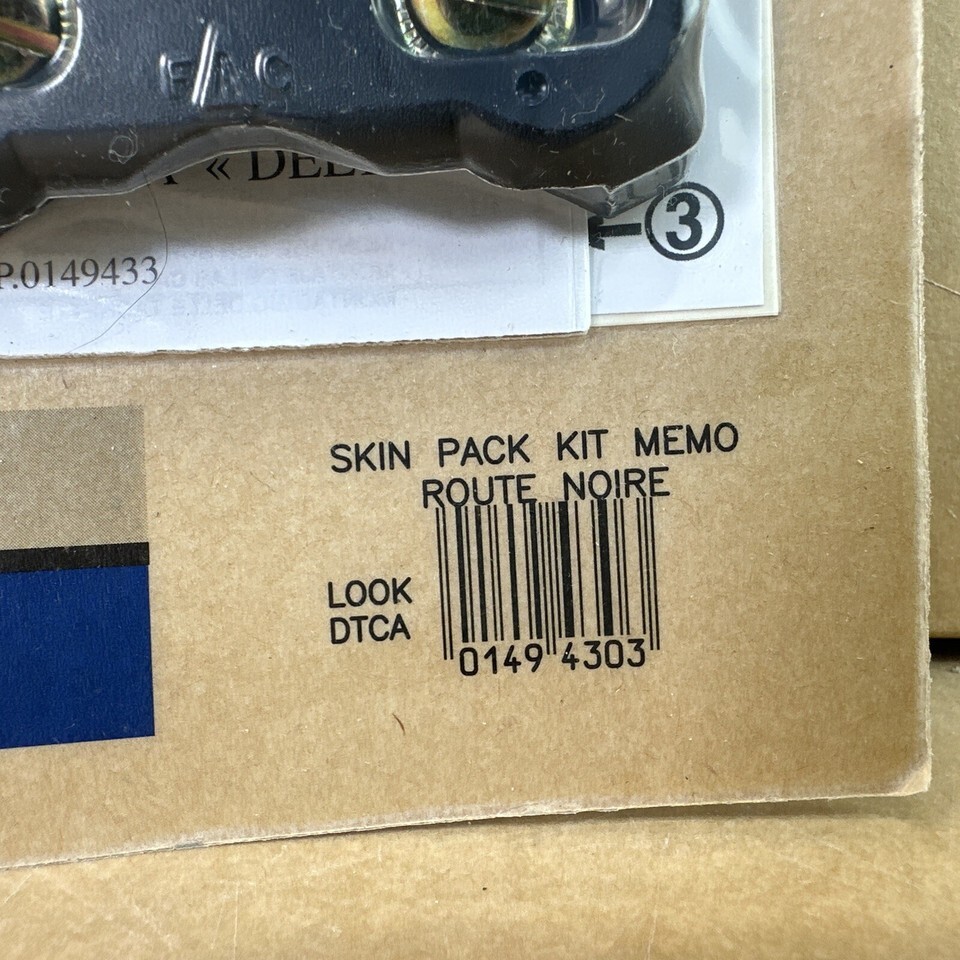 F/AC
« DEL
③
P.0149433
SKIN PACK KIT MEMO
ROUTE NOIRE
LOOK
DTCA
0149 4303